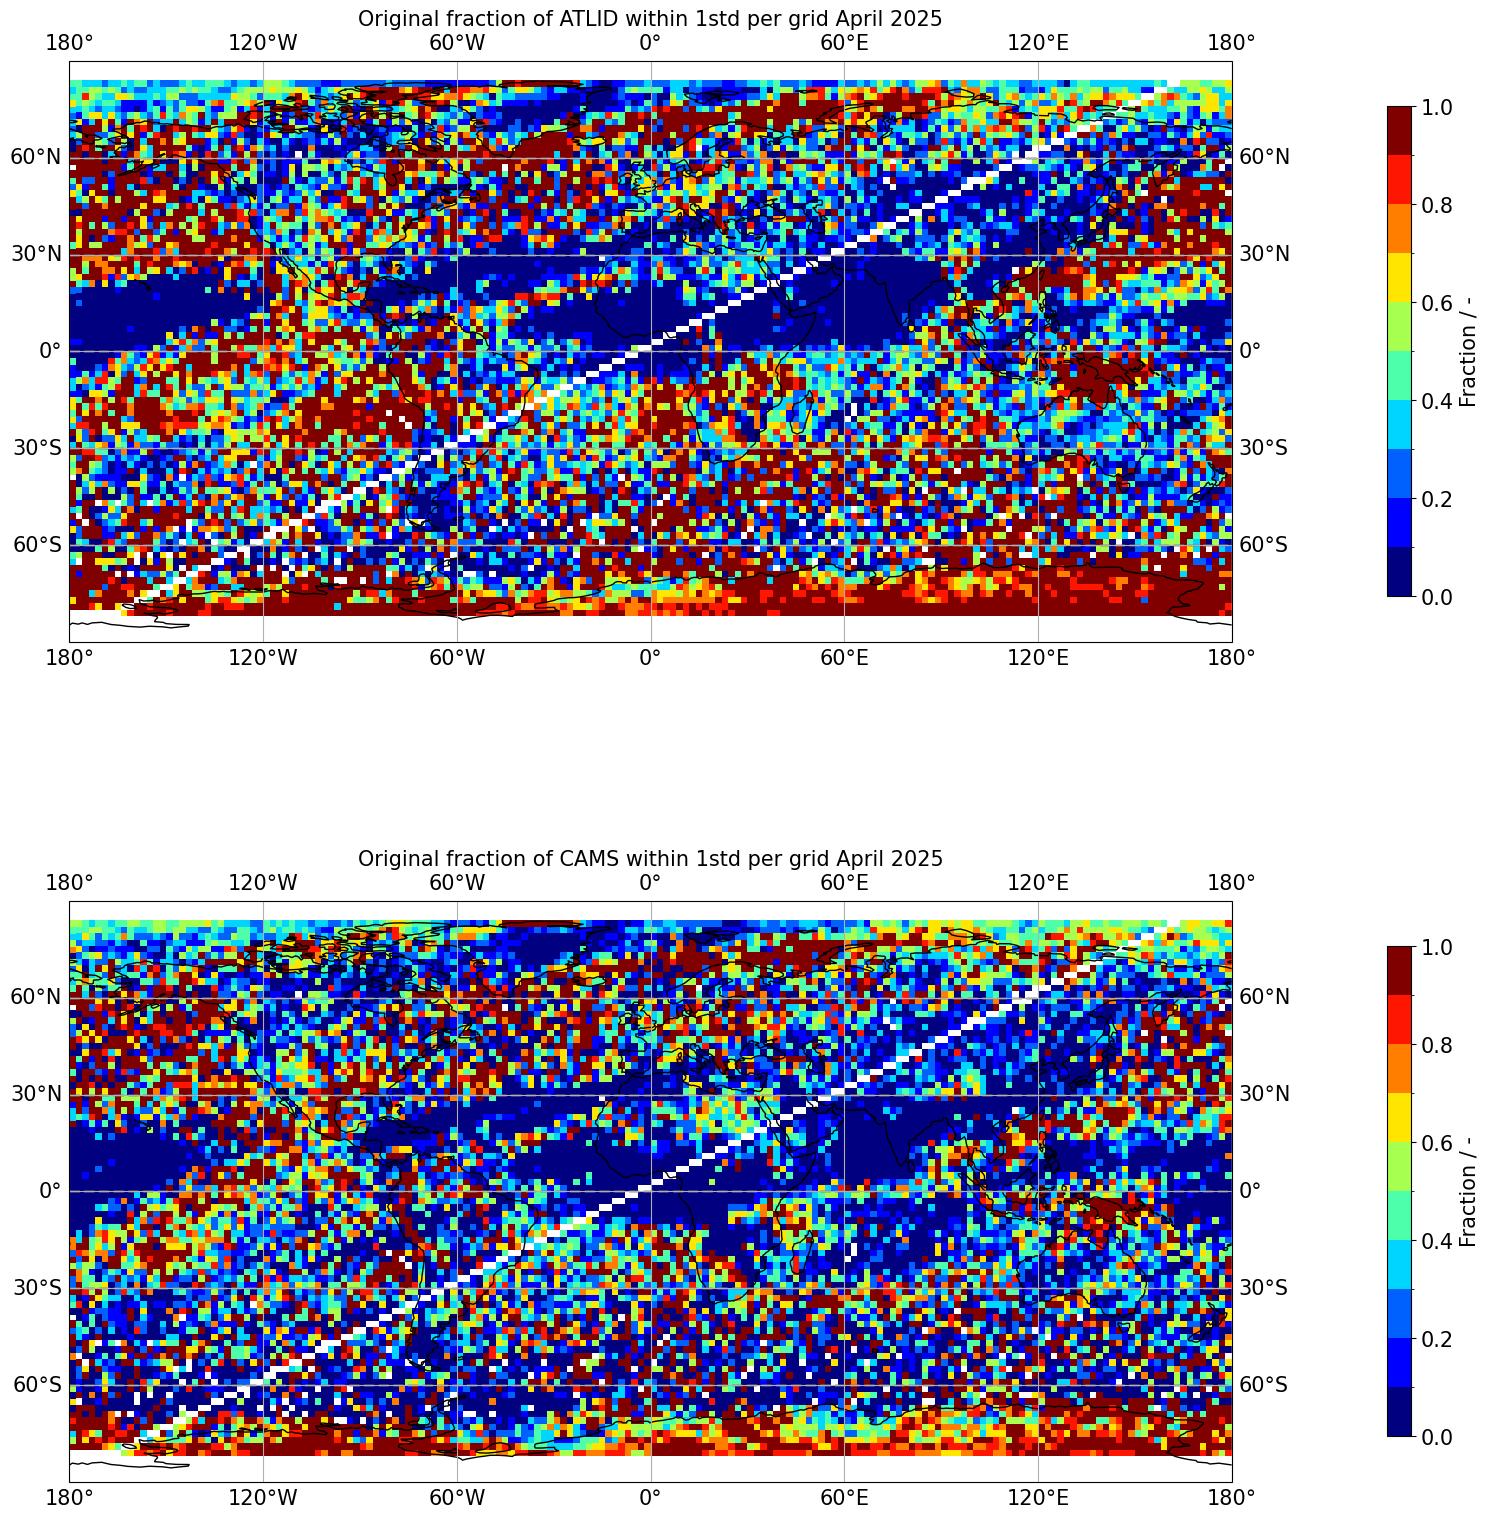 Original fraction of ATLID within 1std per grid April 2025
180° 120°W 60°W 0° 60°E 120°E 180°
1.0
60°N 60°N
0.8
30°N 30°N
0.6
0° 0°
Fraction / -
0.4
30°S 30°S
0.2
60°S 60°S
0.0
180° 120°W 60°W 0° 60°E 120°E 180°
Original fraction of CAMS within 1std per grid April 2025
180° 120°W 60°W 0° 60°E 120°E 180°
1.0
60°N 60°N
0.8
30°N 30°N
0.6
0° 0°
Fraction / -
0.4
30°S 30°S
0.2
60°S 60°S
0.0
180° 120°W 60°W 0° 60°E 120°E 180°